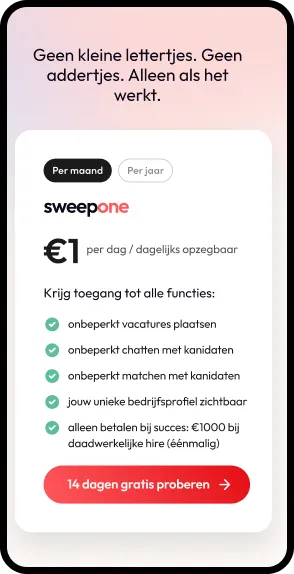 Geen kleine lettertjes. Geen
addertjes. Alleen als het
werkt.
Per maand
Per jaar
sweepone
€1 per dag / dagelijks opzegbaar
Krijg toegang tot alle functies:
onbeperkt vacatures plaatsen
onbeperkt chatten met kanidaten
onbeperkt matchen met kanidaten
jouw unieke bedrijfsprofiel zichtbaar
alleen betalen bij succes: €1000 bij
daadwerkelijke hire (éénmalig)
14 dagen gratis proberen →